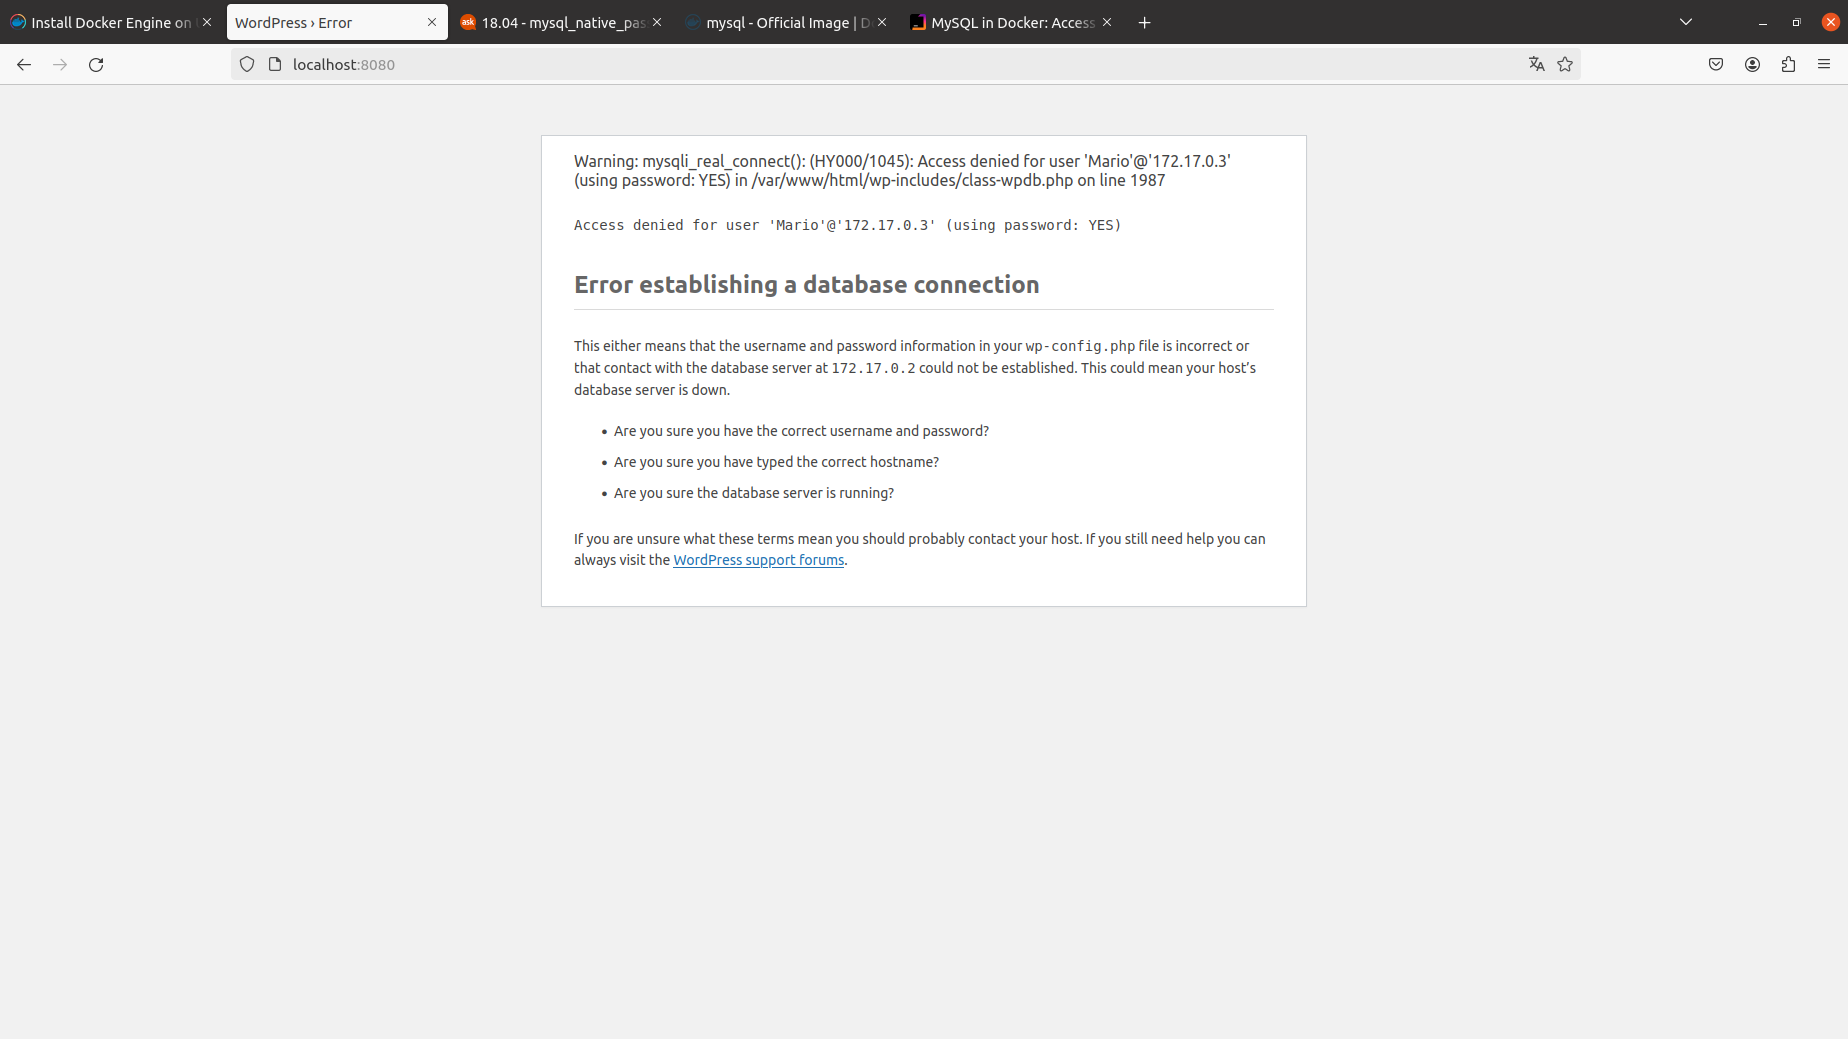 Install Docker Engine on
WordPress › Error
18.04 - mysql_native_pas
mysql - Official Image | D
MySQL in Docker: Access
localhost:8080
Warning: mysqli_real_connect(): (HY000/1045): Access denied for user 'Mario'@'172.17.0.3'
(using password: YES) in /var/www/html/wp-includes/class-wpdb.php on line 1987
Access denied for user 'Mario'@'172.17.0.3' (using password: YES)
Error establishing a database connection
This either means that the username and password information in your wp-config.php file is incorrect or
that contact with the database server at 172.17.0.2 could not be established. This could mean your host’s
database server is down.
• Are you sure you have the correct username and password?
• Are you sure you have typed the correct hostname?
• Are you sure the database server is running?
If you are unsure what these terms mean you should probably contact your host. If you still need help you can
always visit the WordPress support forums.